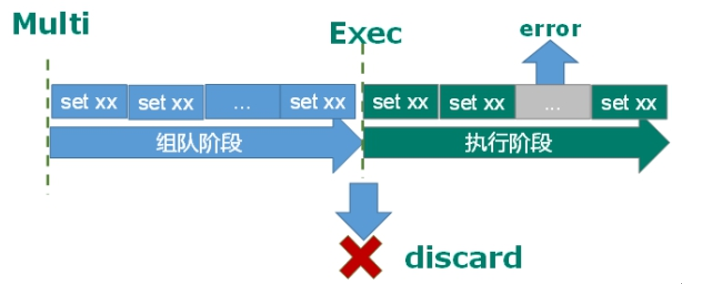 Multi
Exec
error
set xx
set xx
...
set xx
set xx
set xx
...
set xx
组队阶段
执行阶段
discard